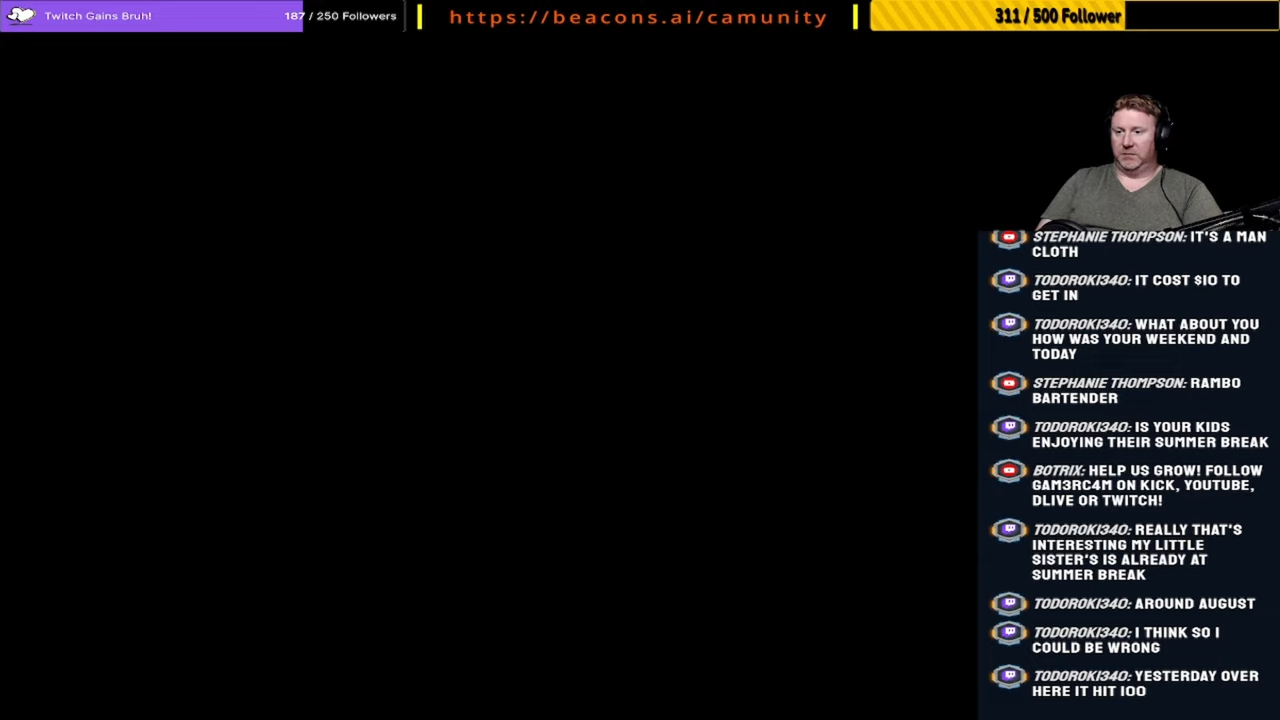 Twitch Gains Bruh! 187 / 250 Followers
https://beacons.ai/camunity
311 / 500 Follower
STEPHANIE THOMPSON: IT'S A MAN
CLOTH
TODOROKI340: IT COST $10 TO
GET IN
TODOROKI340: WHAT ABOUT YOU
HOW WAS YOUR WEEKEND AND
TODAY
STEPHANIE THOMPSON: RAMBO
BARTENDER
TODOROKI340: IS YOUR KIDS
ENJOYING THEIR SUMMER BREAK
BOTRIX: HELP US GROW! FOLLOW
GAM3RC4M ON KICK, YOUTUBE,
DLIVE OR TWITCH!
TODOROKI340: REALLY THAT'S
INTERESTING MY LITTLE
SISTER'S IS ALREADY AT
SUMMER BREAK
TODOROKI340: AROUND AUGUST
TODOROKI340: I THINK SO I
COULD BE WRONG
TODOROKI340: YESTERDAY OVER
HERE IT HIT 100